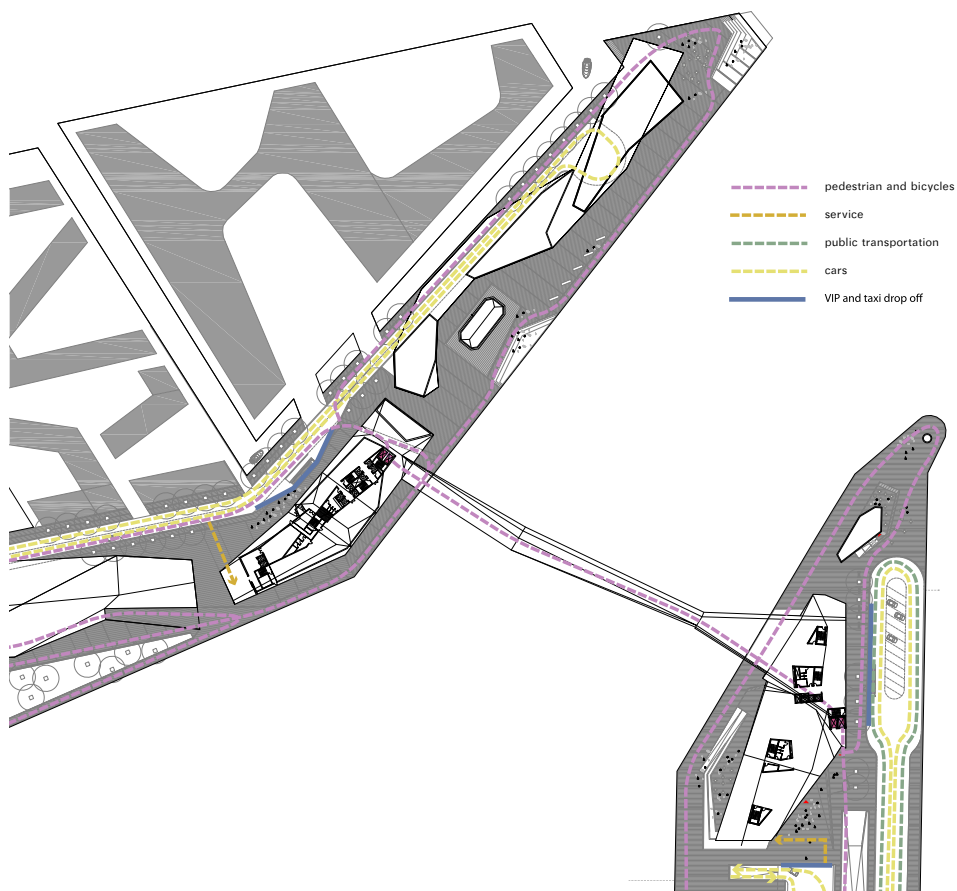 pedestrian and bicycles
service
public transportation
cars
VIP and taxi drop off